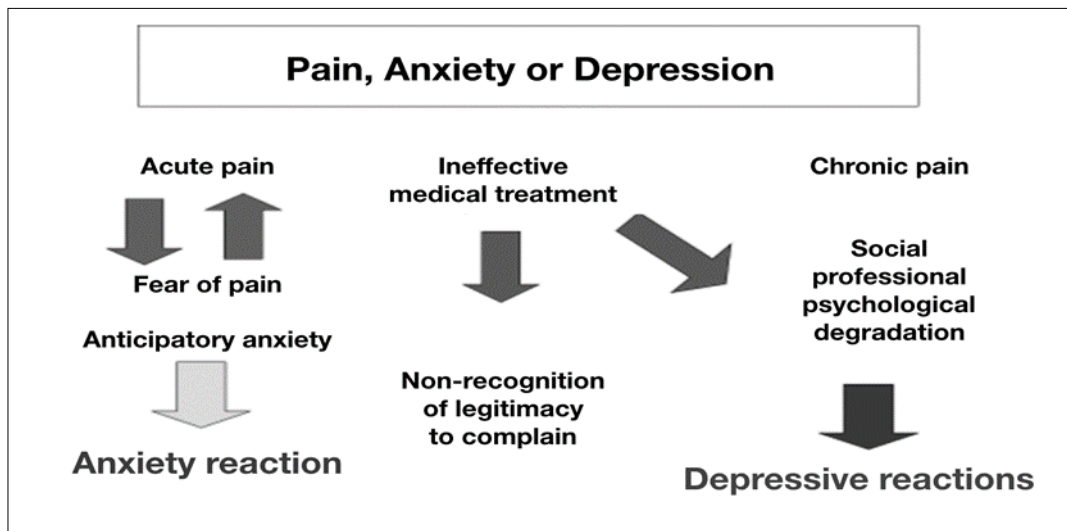 Pain, Anxiety or Depression
Acute pain
Fear of pain
Anticipatory anxiety
Anxiety reaction
Ineffective
medical treatment
Non-recognition
of legitimacy
to complain
Chronic pain
Social
professional
psychological
degradation
Depressive reactions